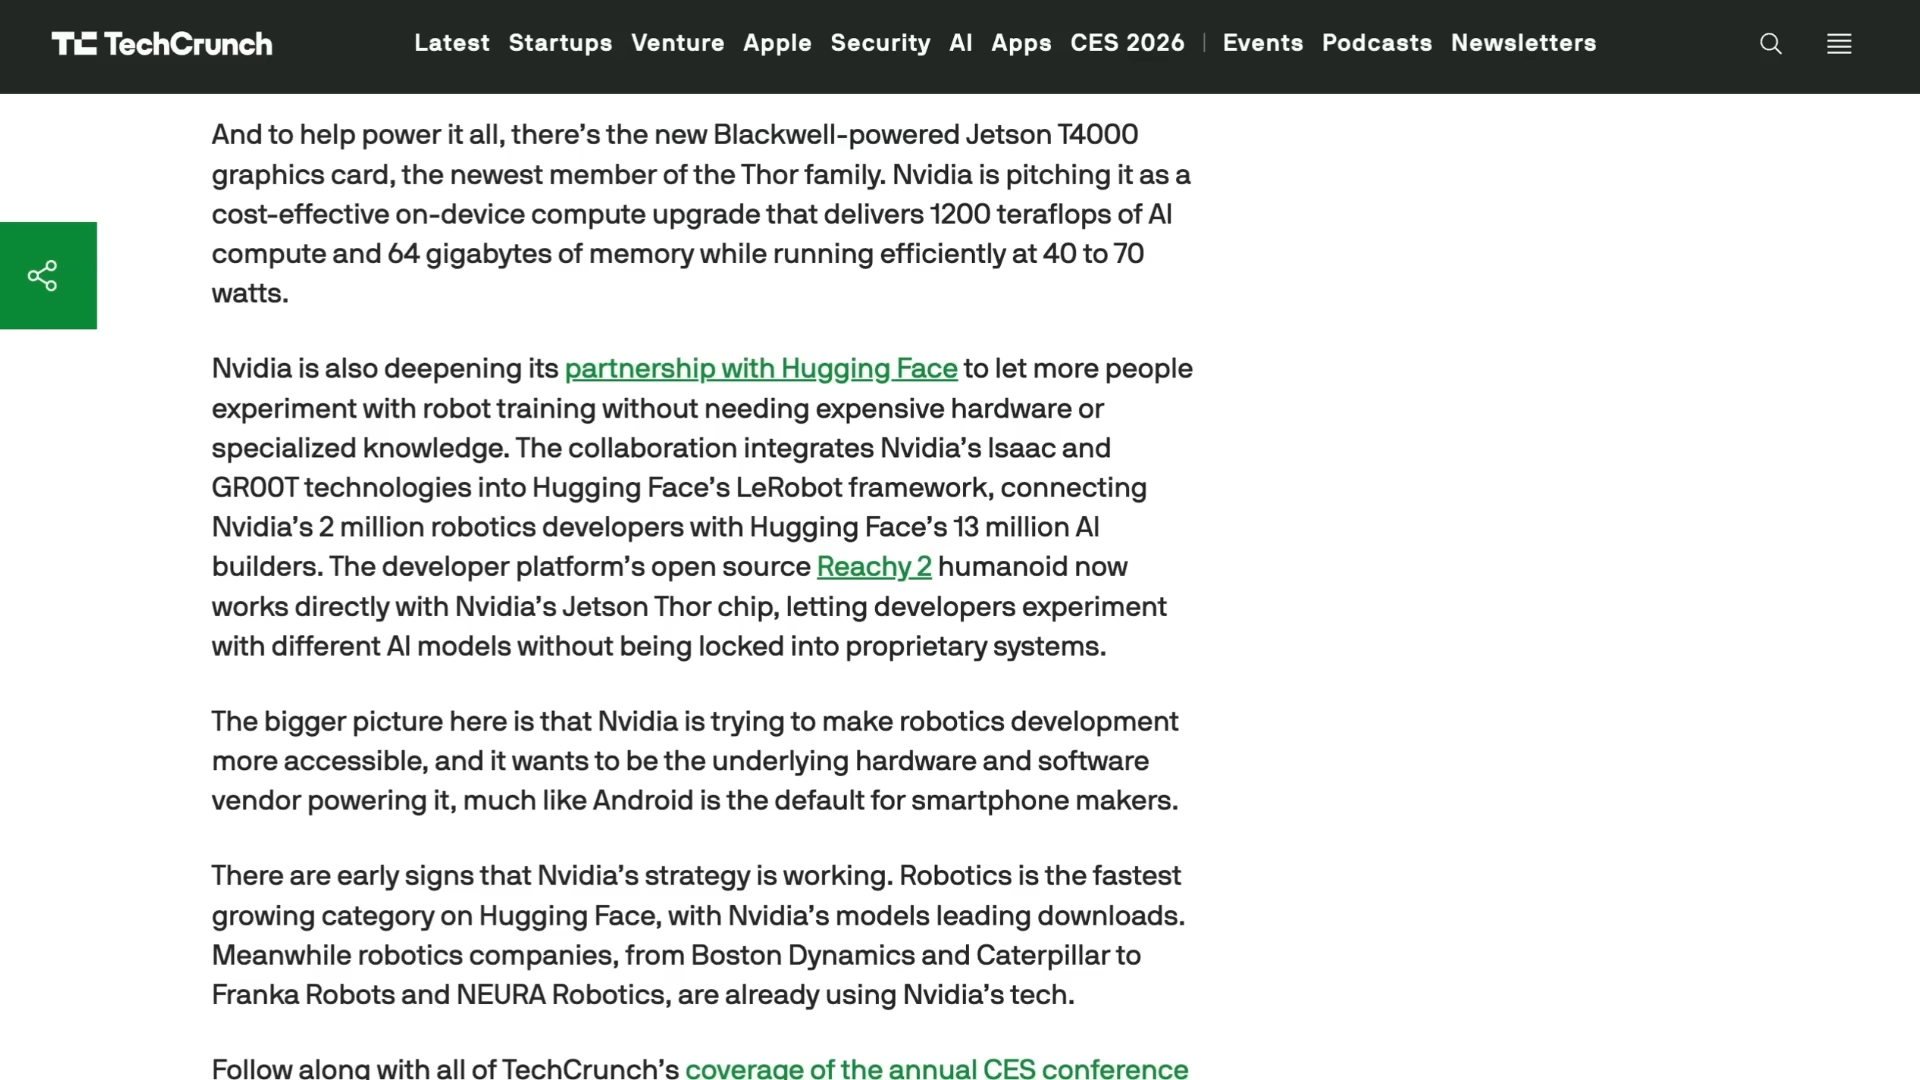 TechCrunch
Latest Startups Venture Apple Security AI Apps CES 2026 | Events Podcasts Newsletters
And to help power it all, there’s the new Blackwell-powered Jetson T4000
graphics card, the newest member of the Thor family. Nvidia is pitching it as a
cost-effective on-device compute upgrade that delivers 1200 teraflops of AI
compute and 64 gigabytes of memory while running efficiently at 40 to 70
watts.
Nvidia is also deepening its partnership with Hugging Face to let more people
experiment with robot training without needing expensive hardware or
specialized knowledge. The collaboration integrates Nvidia’s Isaac and
GR00T technologies into Hugging Face’s LeRobot framework, connecting
Nvidia’s 2 million robotics developers with Hugging Face’s 13 million AI
builders. The developer platform’s open source Reachy 2 humanoid now
works directly with Nvidia’s Jetson Thor chip, letting developers experiment
with different AI models without being locked into proprietary systems.
The bigger picture here is that Nvidia is trying to make robotics development
more accessible, and it wants to be the underlying hardware and software
vendor powering it, much like Android is the default for smartphone makers.
There are early signs that Nvidia’s strategy is working. Robotics is the fastest
growing category on Hugging Face, with Nvidia’s models leading downloads.
Meanwhile robotics companies, from Boston Dynamics and Caterpillar to
Franka Robots and NEURA Robotics, are already using Nvidia’s tech.
Follow along with all of TechCrunch’s coverage of the annual CES conference